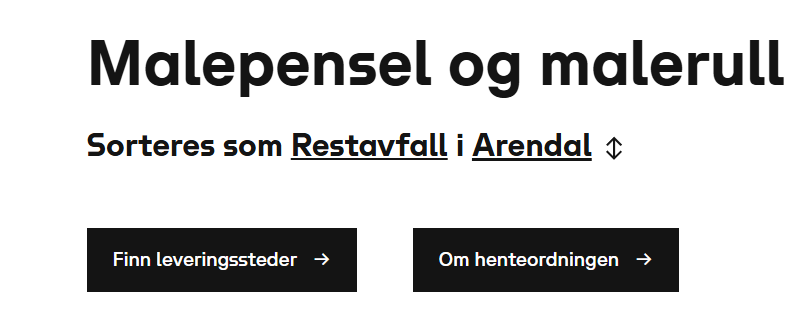 Malepensel og malerull
Sorteres som Restavfall i Arendal
Finn leveringssteder →
Om henteordningen →